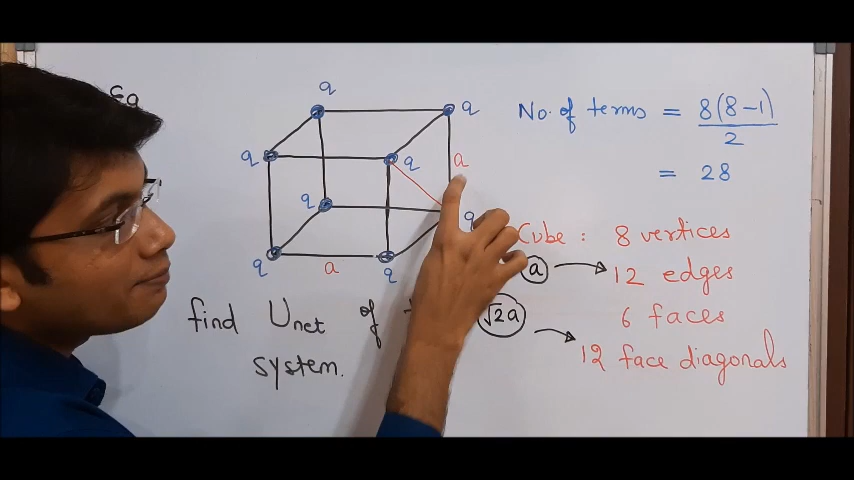 Eg
q
q
q
q
a
q
q
q
q
a
No. of terms = 8(8-1)
2
= 28
Cube : 8 vertices
a → 12 edges
6 faces
√2a → 12 face diagonals
find Unet of
system.